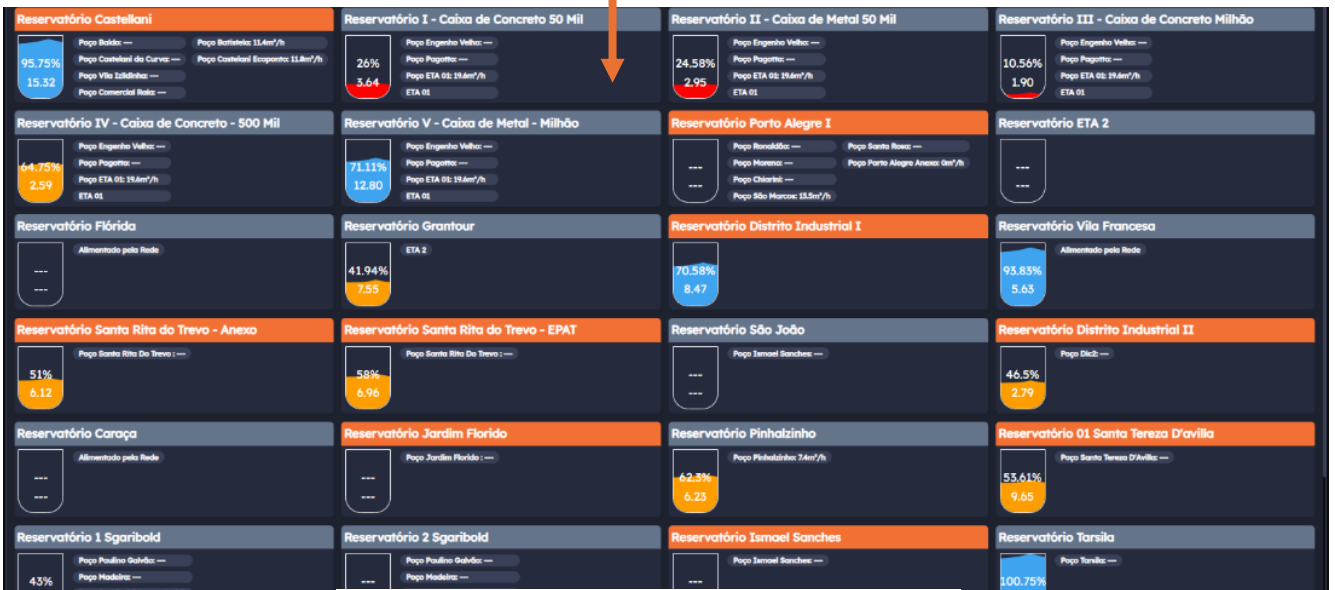 Reservatório Castellani
95.75%
15.32
Poço Baldo: ---
Poço Castelani da Curva: ---
Poço Vila Izildinha: ---
Poço Comercial Raia: ---
Poço Batistela: 11.4m³/h
Poço Castelani Ecoponto: 11.8m³/h
Reservatório I - Caixa de Concreto 50 Mil
26%
3.64
Poço Engenho Velho: ---
Poço Pagotto: ---
Poço ETA 01: 19.6m³/h
ETA 01
Reservatório II - Caixa de Metal 50 Mil
24.58%
2.95
Poço Engenho Velho: ---
Poço Pagotto: ---
Poço ETA 01: 19.6m³/h
ETA 01
Reservatório III - Caixa de Concreto Milhão
10.56%
1.90
Poço Engenho Velho: ---
Poço Pagotto: ---
Poço ETA 01: 19.6m³/h
ETA 01
Reservatório IV - Caixa de Concreto - 500 Mil
64.75%
2.59
Poço Engenho Velho: ---
Poço Pagotto: ---
Poço ETA 01: 19.6m³/h
ETA 01
Reservatório V - Caixa de Metal - Milhão
71.11%
12.80
Poço Engenho Velho: ---
Poço Pagotto: ---
Poço ETA 01: 19.6m³/h
ETA 01
Reservatório Porto Alegre I
---
---
Poço Ronaldão: ---
Poço Moreno: ---
Poço Chiarini: ---
Poço São Marcos: 13.5m³/h
Poço Santa Rosa: ---
Poço Porto Alegre Anexo: 0m³/h
Reservatório ETA 2
---
---
Reservatório Flórida
---
---
Alimentado pela Rede
Reservatório Grantour
41.94%
7.55
ETA 2
Reservatório Distrito Industrial I
70.58%
8.47
Reservatório Vila Francesa
93.83%
5.63
Alimentado pela Rede
Reservatório Santa Rita do Trevo - Anexo
51%
6.12
Poço Santa Rita Do Trevo : ---
Reservatório Santa Rita do Trevo - EPAT
58%
6.96
Poço Santa Rita Do Trevo : ---
Reservatório São João
---
---
Poço Ismael Sanches: ---
Reservatório Distrito Industrial II
46.5%
2.79
Poço Dic2: ---
Reservatório Caraça
---
---
Alimentado pela Rede
Reservatório Jardim Florido
---
---
Poço Jardim Florido : ---
Reservatório Pinhalzinho
62.3%
6.23
Poço Pinhalzinho: 7.4m³/h
Reservatório 01 Santa Tereza D'avilia
53.61%
9.65
Poço Santa Tereza D'Avilla: ---
Reservatório 1 Sgaribold
43%
Poço Paulino Galvão: ---
Poço Madeira: ---
Reservatório 2 Sgaribold
---
Poço Paulino Galvão: ---
Poço Madeira: ---
Reservatório Ismael Sanches
---
Poço Ismael Sanches: ---
Reservatório Tarsila
100.75%
Poço Tarsila: ---